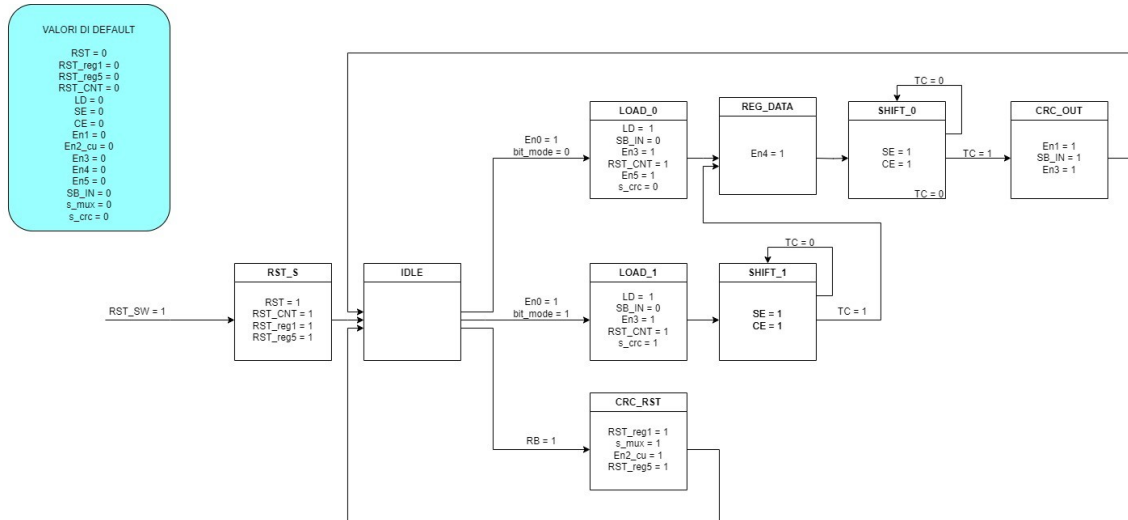 VALORI DI DEFAULT
RST = 0
RST_reg1 = 0
RST_reg5 = 0
RST_CNT = 0
LD = 0
SE = 0
CE = 0
En1 = 0
En2_cu = 0
En3 = 0
En4 = 0
En5 = 0
SB_IN = 0
s_mux = 0
s_crc = 0
En0 = 1
bit_mode = 0
LOAD_0
LD = 1
SB_IN = 0
En3 = 1
RST_CNT = 1
En5 = 1
s_crc = 0
REG_DATA
En4 = 1
TC = 0
SHIFT_0
SE = 1
CE = 1
TC = 0
TC = 1
CRC_OUT
En1 = 1
SB_IN = 1
En3 = 1
RST_SW = 1
RST_S
RST = 1
RST_CNT = 1
RST_reg1 = 1
RST_reg5 = 1
IDLE
En0 = 1
bit_mode = 1
LOAD_1
LD = 1
SB_IN = 0
En3 = 1
RST_CNT = 1
s_crc = 1
TC = 0
SHIFT_1
SE = 1
CE = 1
TC = 1
RB = 1
CRC_RST
RST_reg1 = 1
s_mux = 1
En2_cu = 1
RST_reg5 = 1